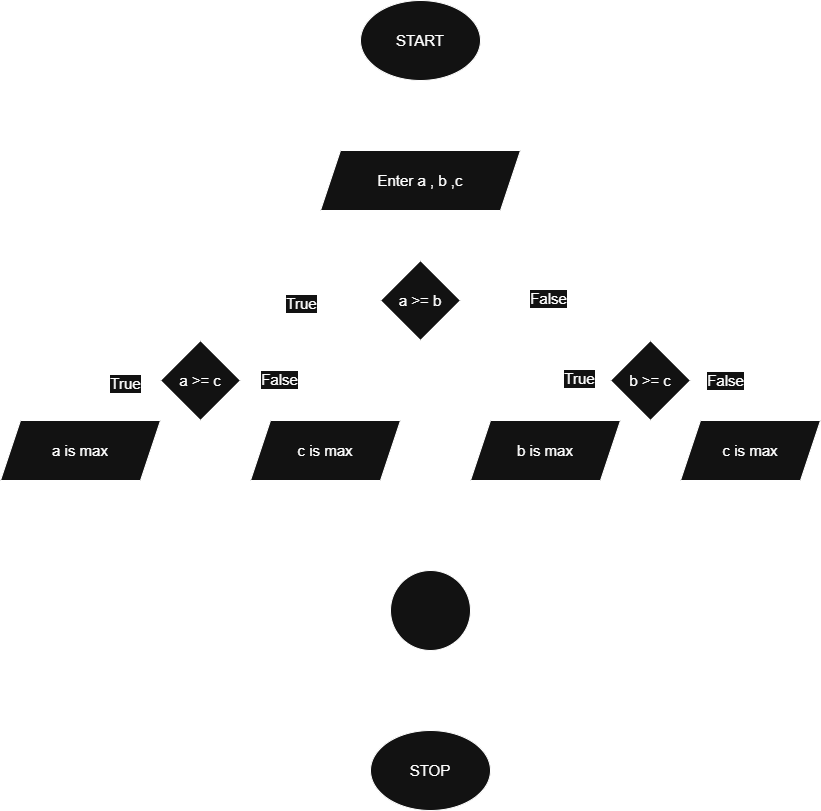 START
Enter a , b ,c
a >= b
True
False
a >= c
True
False
b >= c
True
False
a is max
c is max
b is max
c is max
STOP